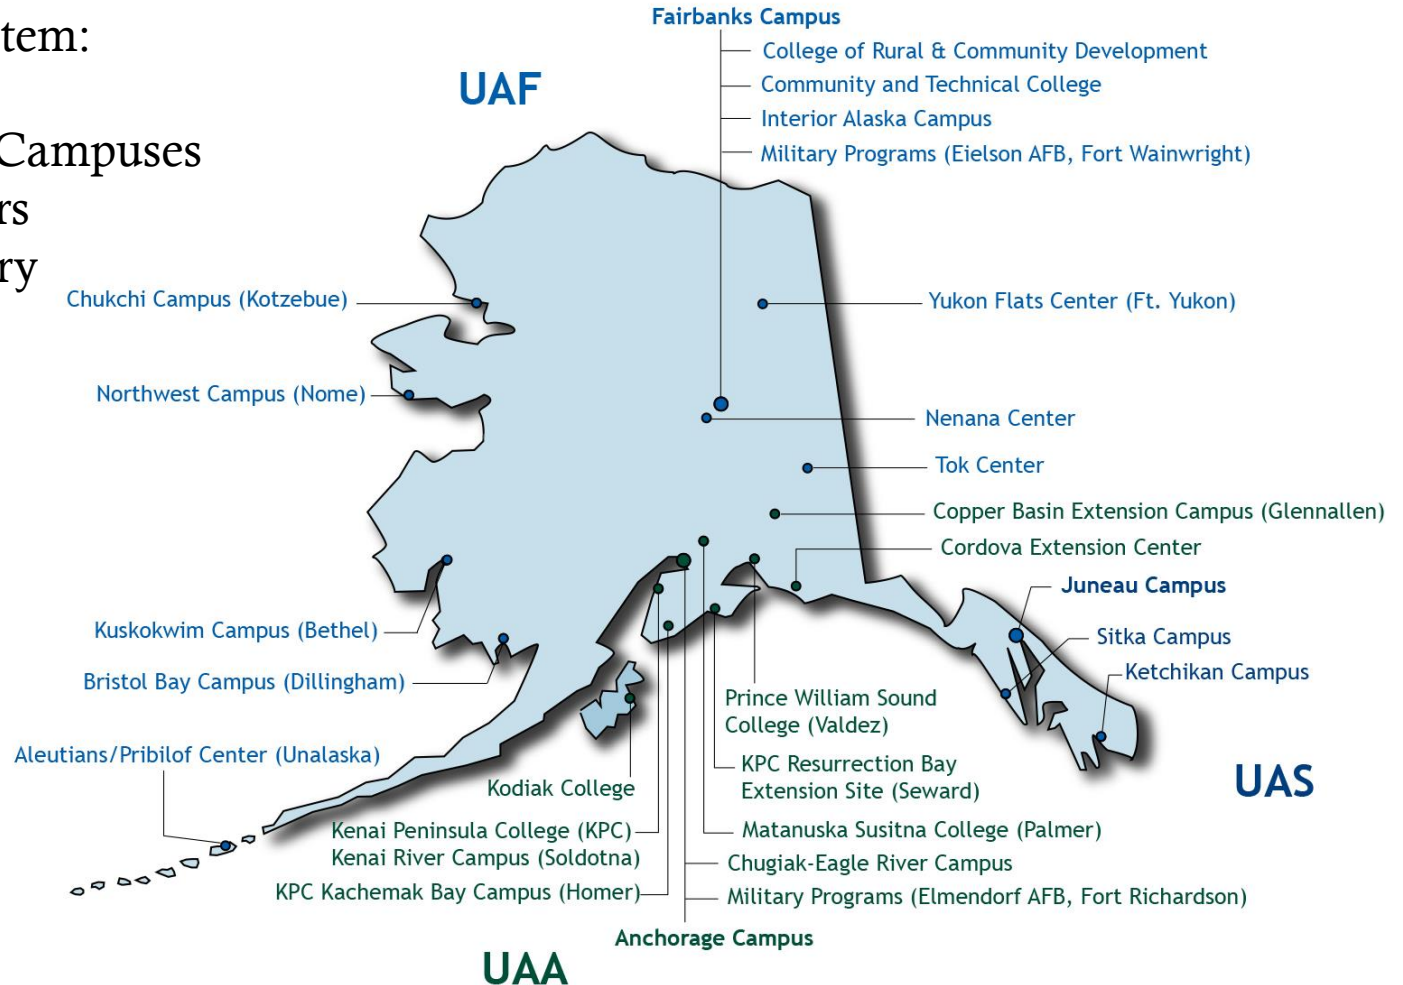 tem:
Campuses
rs
ry
UAF
Fairbanks Campus
College of Rural & Community Development
Community and Technical College
Interior Alaska Campus
Military Programs (Eielson AFB, Fort Wainwright)
Chukchi Campus (Kotzebue)
Yukon Flats Center (Ft. Yukon)
Northwest Campus (Nome)
Nenana Center
Tok Center
Copper Basin Extension Campus (Glennallen)
Cordova Extension Center
Juneau Campus
Kuskokwim Campus (Bethel)
Sitka Campus
Ketchikan Campus
Bristol Bay Campus (Dillingham)
Prince William Sound
College (Valdez)
Aleutians/Pribilof Center (Unalaska)
KPC Resurrection Bay
Extension Site (Seward)
UAS
Kodiak College
Kenai Peninsula College (KPC)
Kenai River Campus (Soldotna)
Matanuska Susitna College (Palmer)
Chugiak-Eagle River Campus
KPC Kachemak Bay Campus (Homer)
Military Programs (Elmendorf AFB, Fort Richardson)
Anchorage Campus
UAA